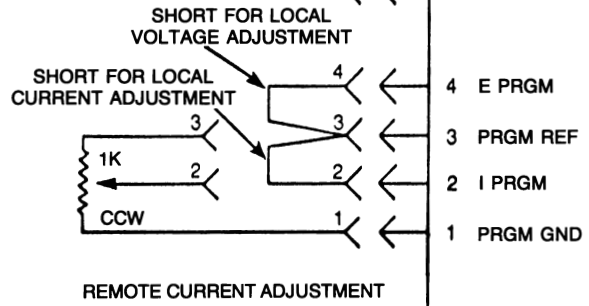 SHORT FOR LOCAL
VOLTAGE ADJUSTMENT
SHORT FOR LOCAL
CURRENT ADJUSTMENT
4
4 E PRGM
3
3
3 PRGM REF
1K
2
2
2 I PRGM
CCW
1
1 PRGM GND
REMOTE CURRENT ADJUSTMENT